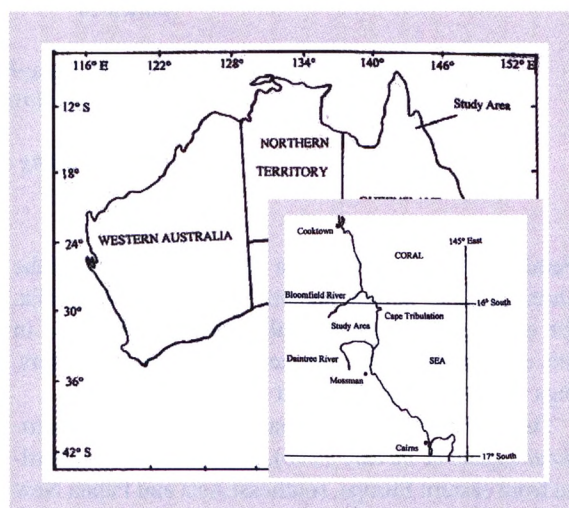 116° E 122° 128° 134° 140° 146° 152° E
12° S
Study Area
NORTHERN
TERRITORY
18°
WESTERN AUSTRALIA
24°
30°
36°
42° S
Cooktown
145° East
CORAL
Bloomfield River
16° South
Cape Tribulation
Study Area
Daintree River
SEA
Mossman
Cairns
17° South